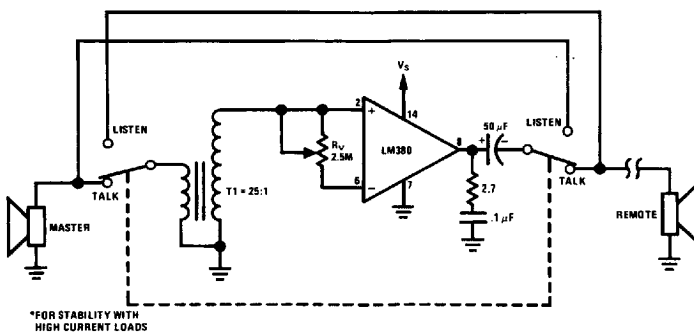 LISTEN
TALK
MASTER
T1 = 25:1
2
+
RV
2.5M
6
−
LM380
VS
14
8
7
+
50 µF
−
2.7
.1 µF
LISTEN
TALK
REMOTE
*FOR STABILITY WITH
HIGH CURRENT LOADS